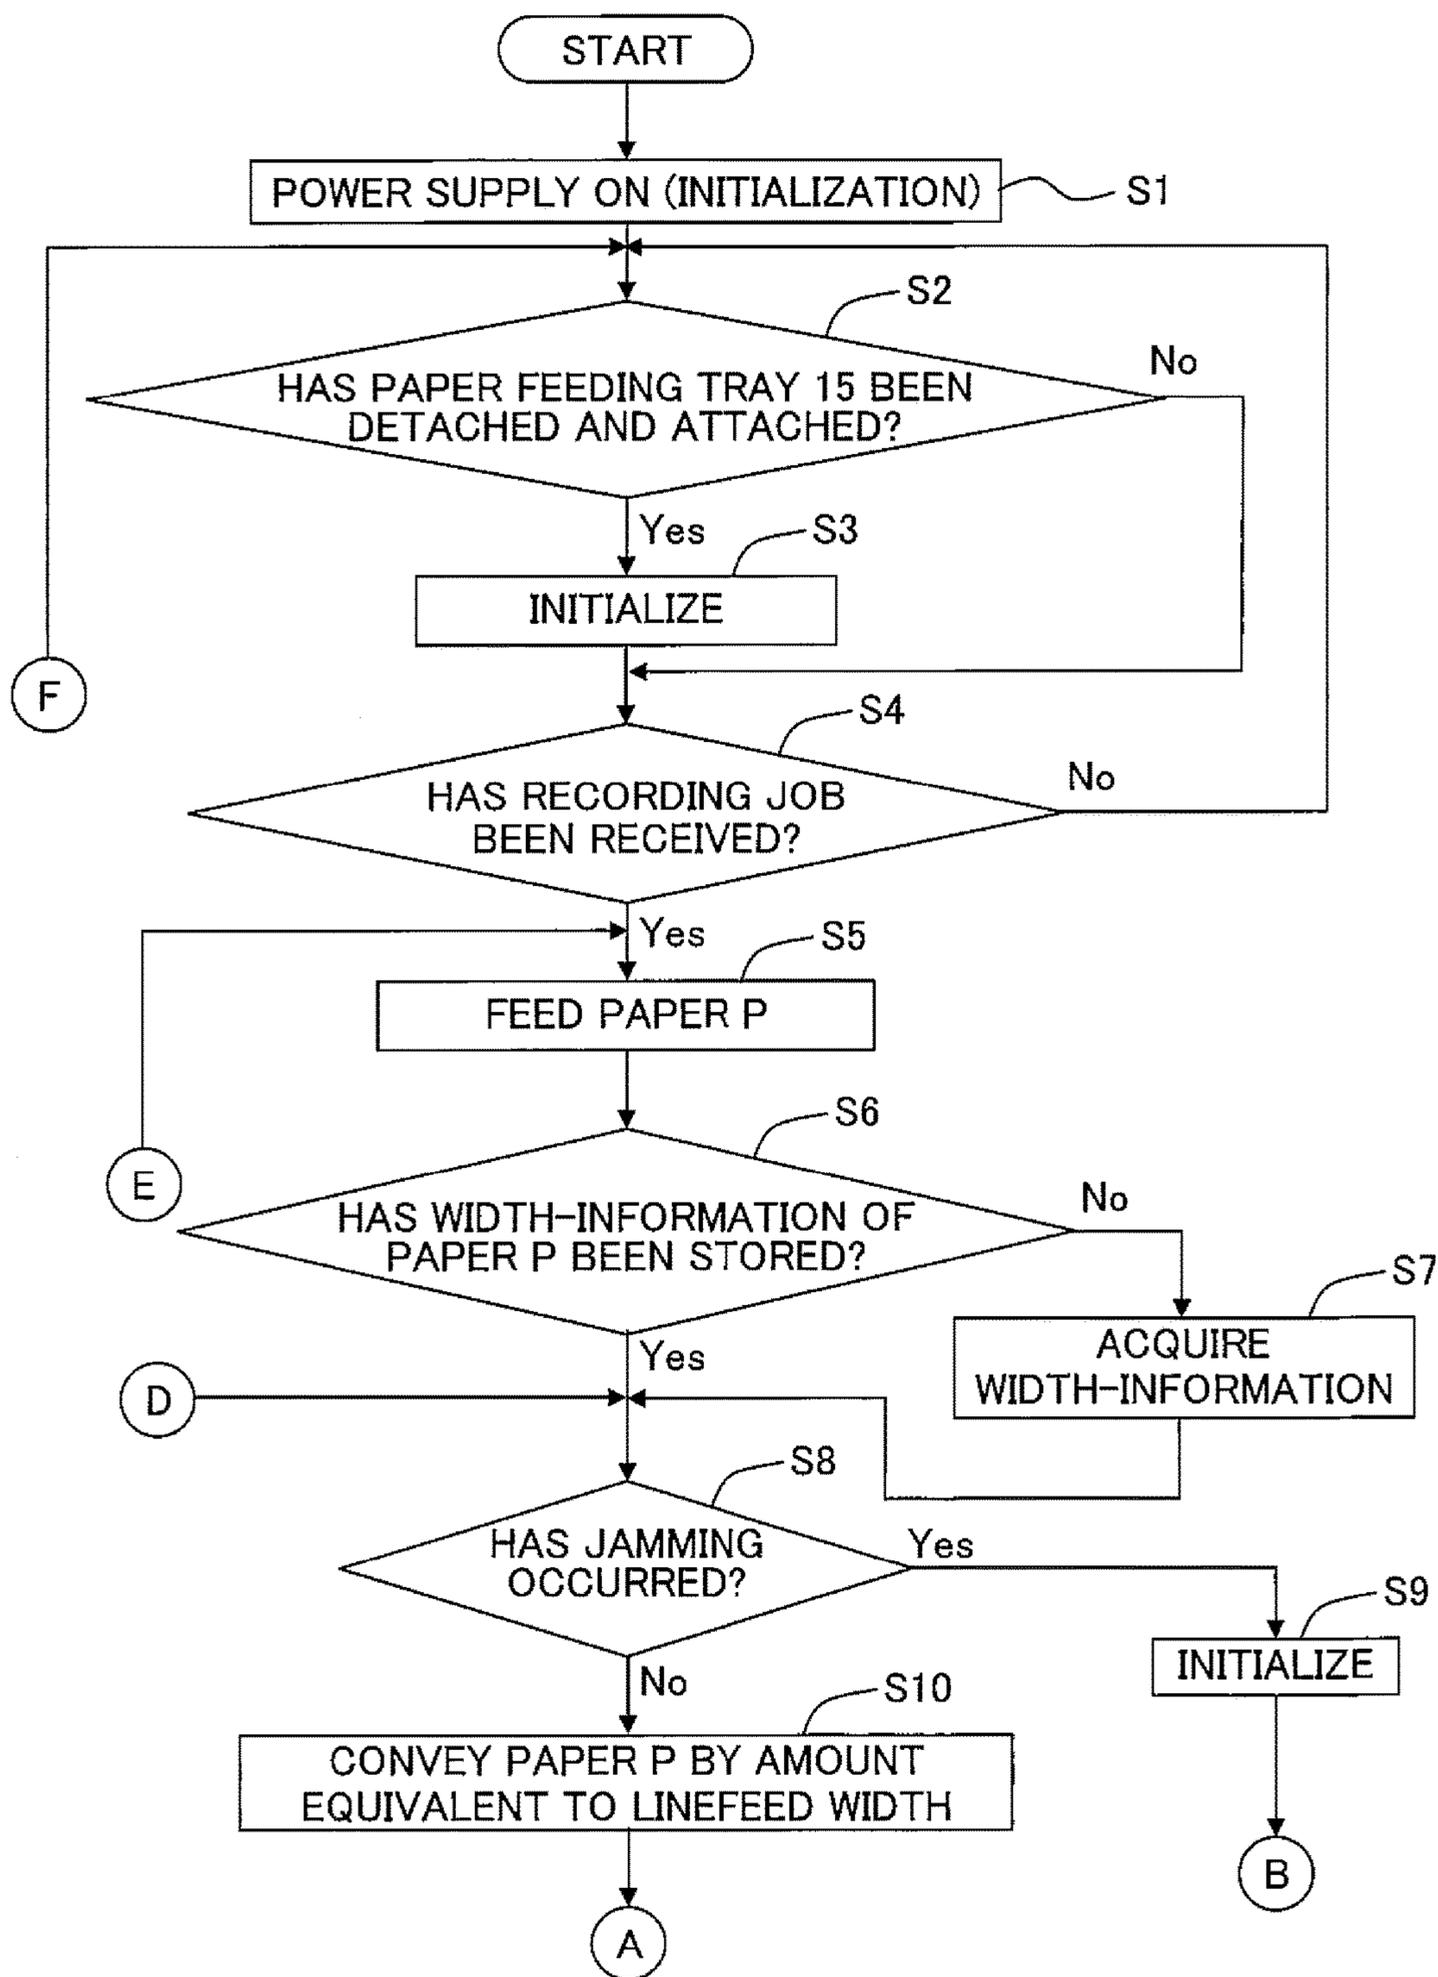 START
POWER SUPPLY ON (INITIALIZATION)
S1
S2
No
HAS PAPER FEEDING TRAY 15 BEEN
DETACHED AND ATTACHED?
Yes
S3
INITIALIZE
F
S4
No
HAS RECORDING JOB
BEEN RECEIVED?
Yes
S5
FEED PAPER P
S6
E
No
HAS WIDTH-INFORMATION OF
PAPER P BEEN STORED?
S7
ACQUIRE
WIDTH-INFORMATION
Yes
D
S8
HAS JAMMING
OCCURRED?
Yes
S9
INITIALIZE
No
S10
CONVEY PAPER P BY AMOUNT
EQUIVALENT TO LINEFEED WIDTH
B
A